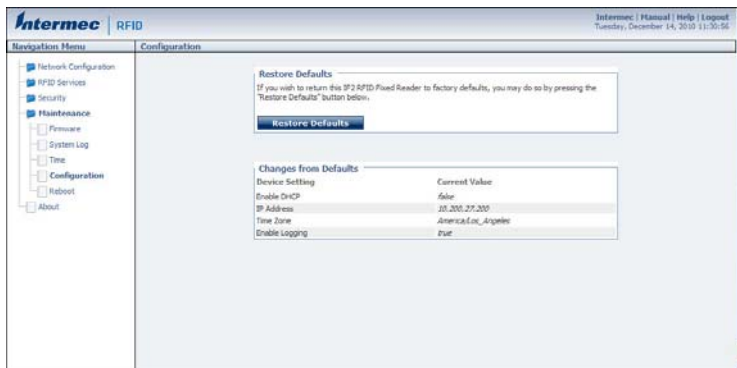 Intermec | RFID
Intermec | Manual | Help | Logout
Tuesday, December 14, 2010 11:30:56
Navigation Menu
Configuration
Network Configuration
RFID Services
Security
Maintenance
Firmware
System Log
Time
Configuration
Reboot
About
Restore Defaults
If you wish to return this IF2 RFID Fixed Reader to factory defaults, you may do so by pressing the
"Restore Defaults" button below.
Restore Defaults
Changes from Defaults
Device Setting Current Value
Enable DHCP false
IP Address 10.200.27.200
Time Zone America/Los_Angeles
Enable Logging true